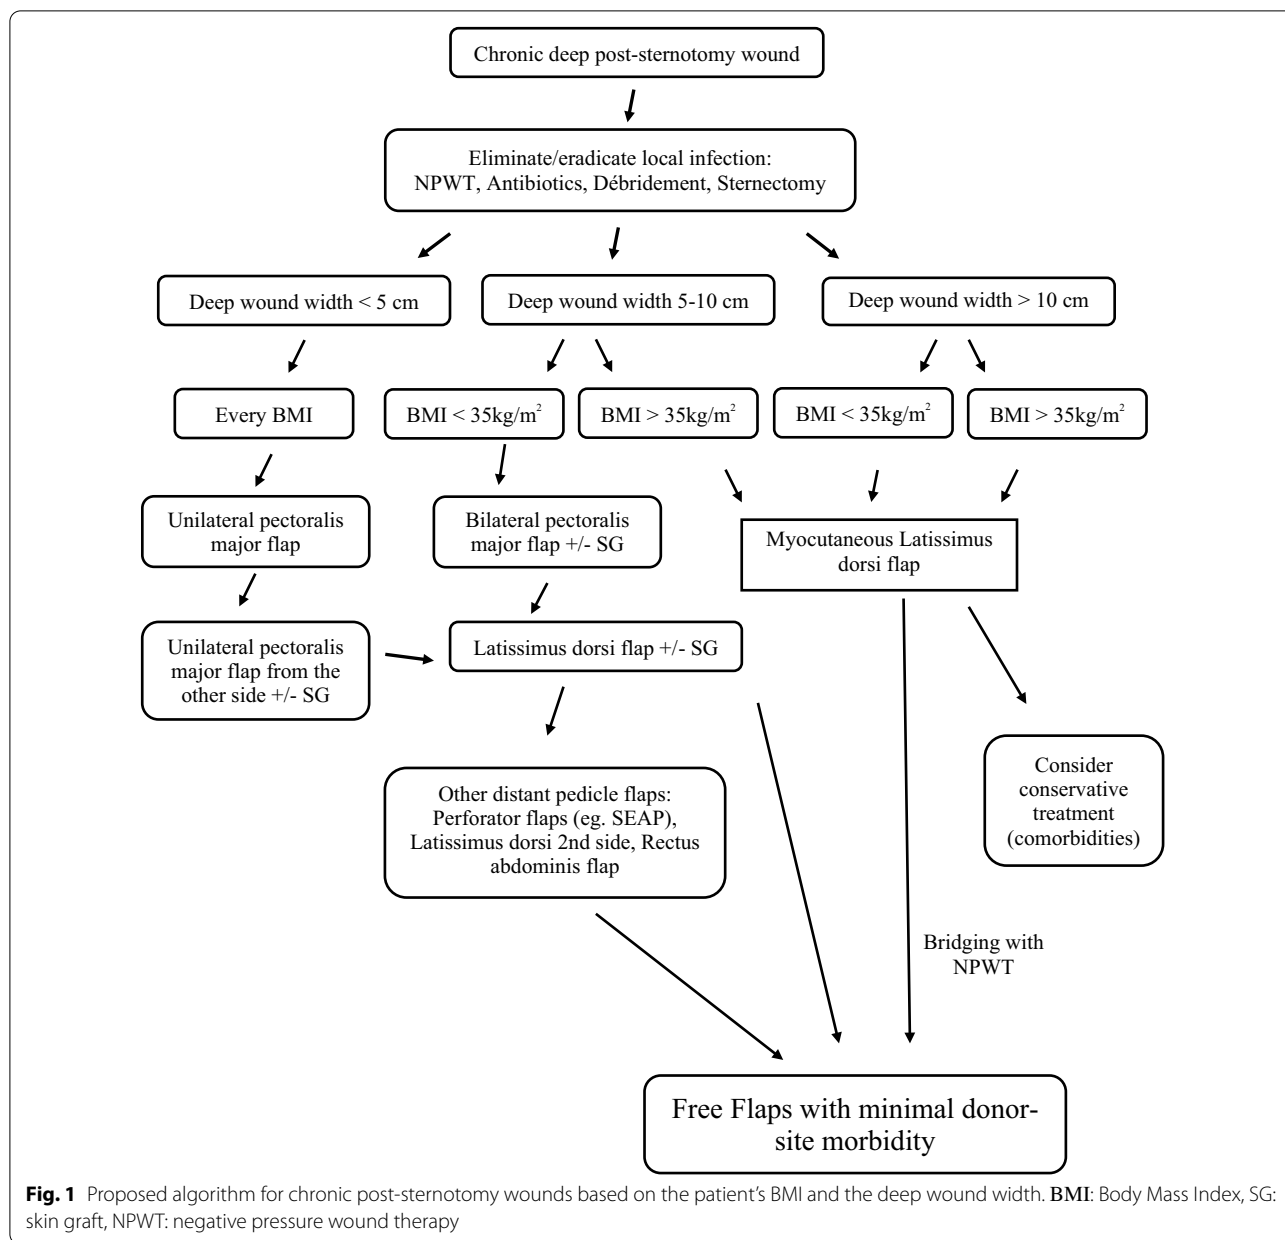 Chronic deep post-sternotomy wound
Eliminate/eradicate local infection:
NPWT, Antibiotics, Débridement, Sternectomy
Deep wound width < 5 cm
Deep wound width 5-10 cm
Deep wound width > 10 cm
Every BMI
BMI < 35kg/m²
BMI > 35kg/m²
BMI < 35kg/m²
BMI > 35kg/m²
Unilateral pectoralis
major flap
Bilateral pectoralis
major flap +/- SG
Myocutaneous Latissimus
dorsi flap
Unilateral pectoralis
major flap from the
other side +/- SG
Latissimus dorsi flap +/- SG
Other distant pedicle flaps:
Perforator flaps (eg. SEAP),
Latissimus dorsi 2nd side, Rectus
abdominis flap
Consider
conservative
treatment
(comorbidities)
Bridging with
NPWT
Free Flaps with minimal donor-
site morbidity
Fig. 1 Proposed algorithm for chronic post-sternotomy wounds based on the patient's BMI and the deep wound width. BMI: Body Mass Index, SG:
skin graft, NPWT: negative pressure wound therapy